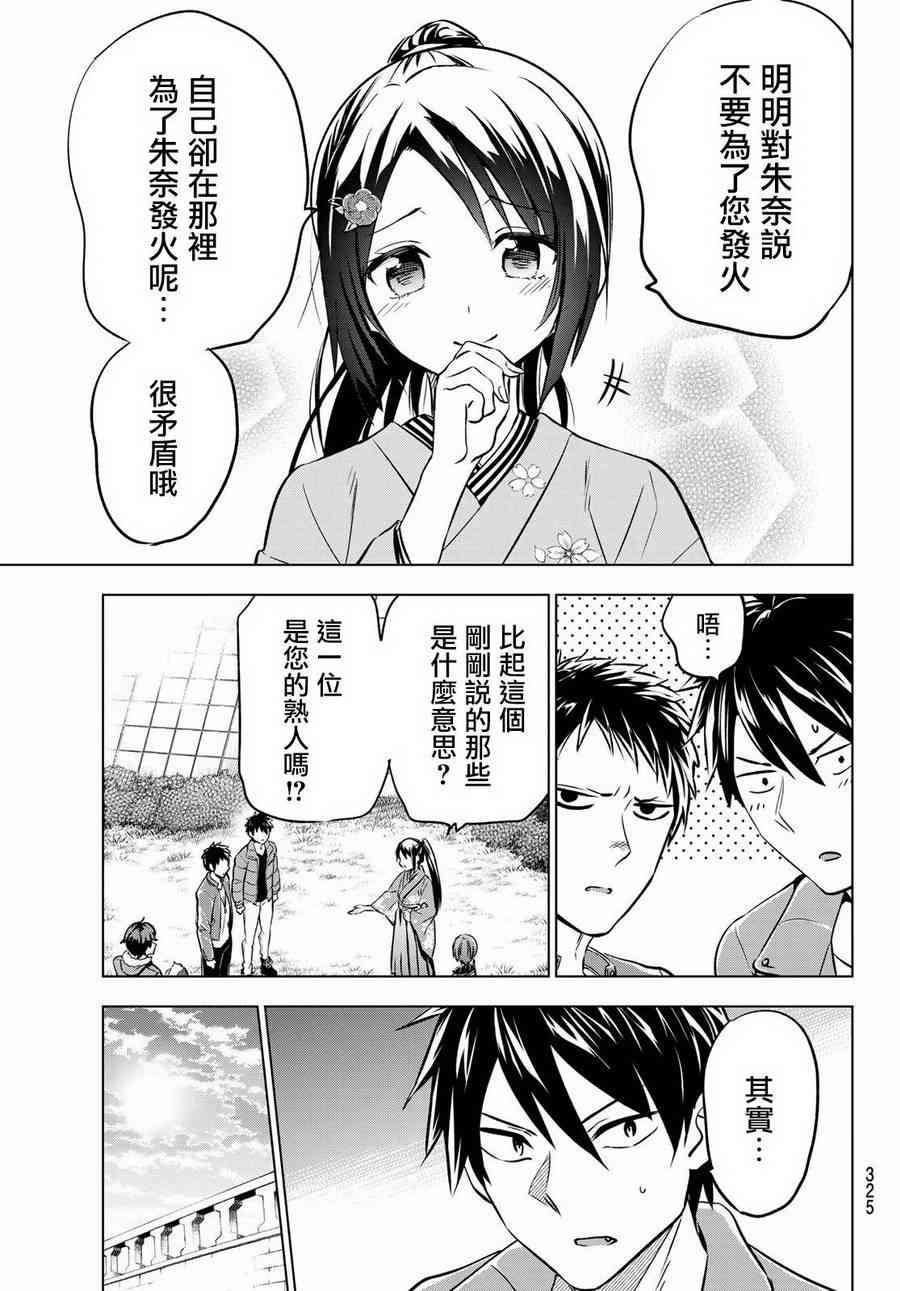 明明對朱奈說
不要為了您發火
自己卻在那裡
為了朱奈發火呢…
很矛盾哦
唔…
比起這個
剛剛說的那些
是什麼意思?
這一位
是您的熟人嗎!?
其實…
325